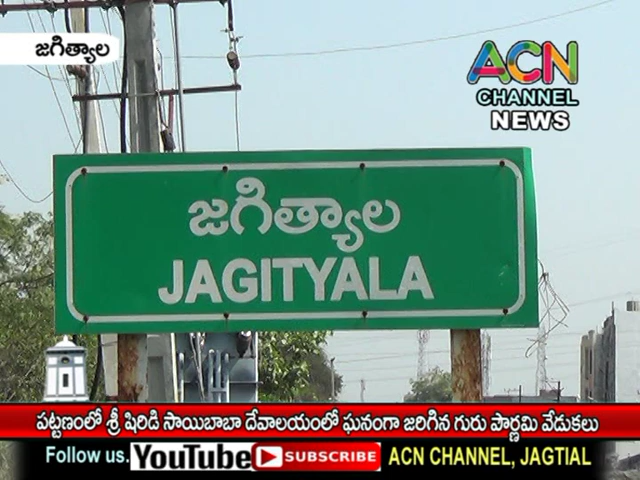 జగిత్యాల
ACN
CHANNEL
NEWS
జగిత్యాల
JAGITYALA
పట్టణంలో శ్రీ షిరిడి సాయిబాబా దేవాలయంలో ఘనంగా జరిగిన గురు పౌర్ణమి వేడుకలు
Follow us. YouTube SUBSCRIBE ACN CHANNEL, JAGTIAL